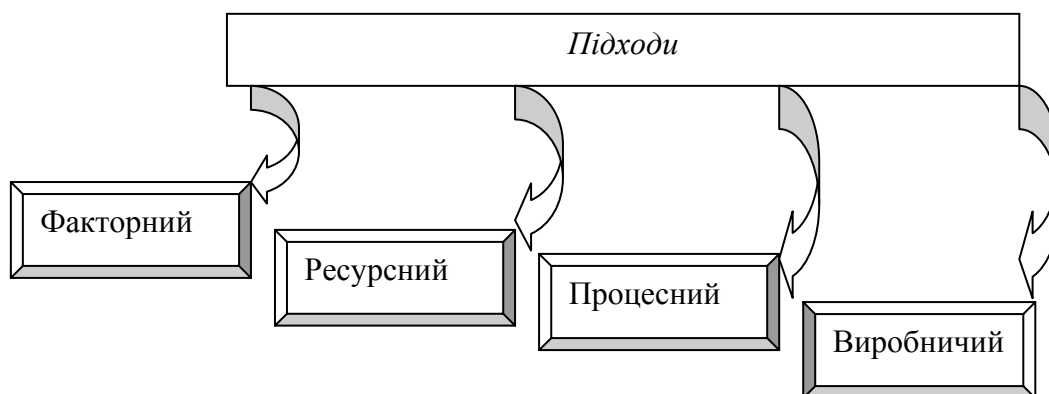 Підходи
Факторний
Ресурсний
Процесний
Виробничий